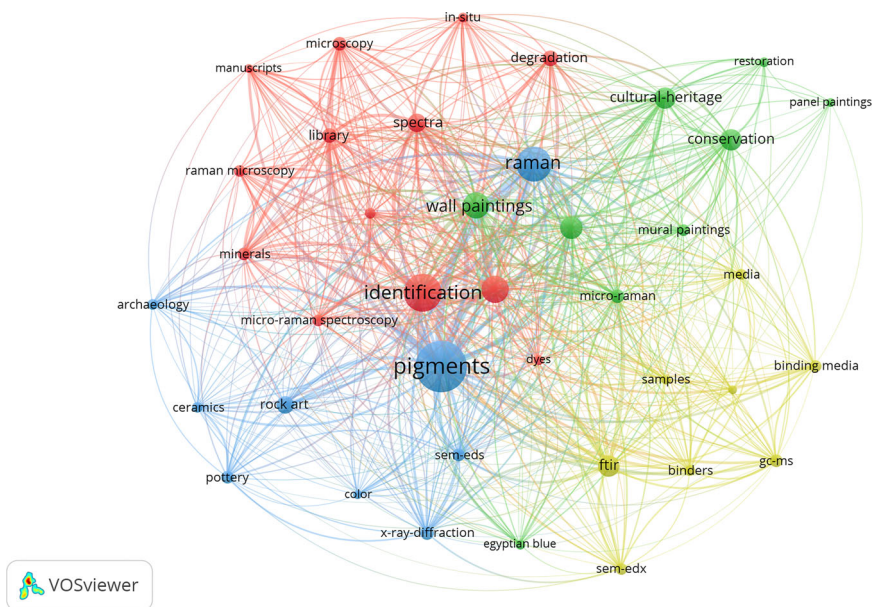 in-situ
microscopy
degradation
manuscripts
restoration
cultural-heritage
panel paintings
library
spectra
conservation
raman
raman microscopy
wall paintings
mural paintings
minerals
media
identification
micro-raman
archaeology
micro-raman spectroscopy
dyes
pigments
binding media
samples
ceramics
rock art
sem-eds
ftir
binders
gc-ms
pottery
color
x-ray-diffraction
egyptian blue
sem-edx
VOSviewer